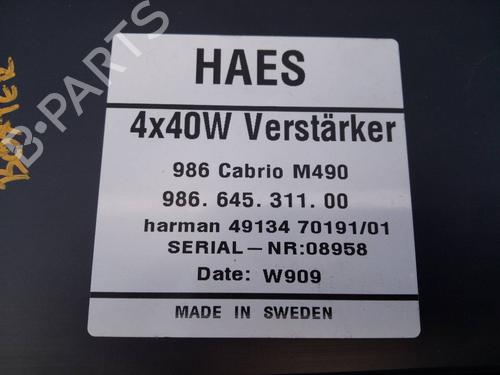 HAES
4x40W Verstärker
986 Cabrio M490
986. 645. 311. 00
harman 49134 70191/01
SERIAL – NR:08958
Date: W909
MADE IN SWEDEN
B-PARTS